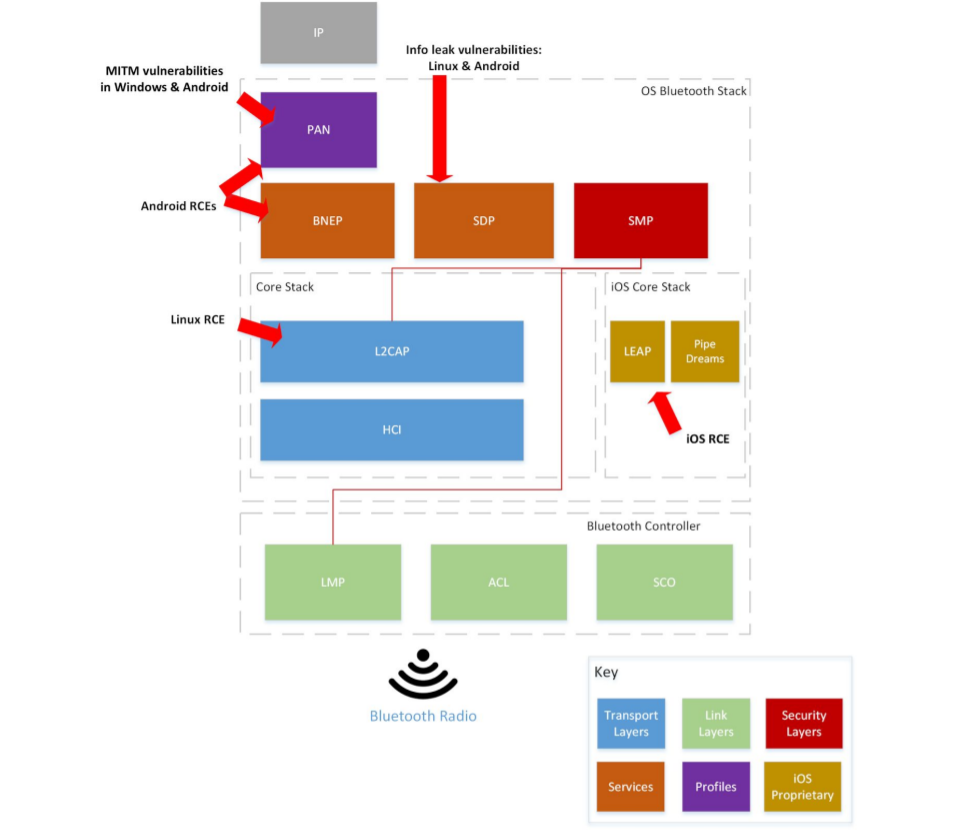 IP
Info leak vulnerabilities:
Linux & Android
MITM vulnerabilities
in Windows & Android
OS Bluetooth Stack
PAN
Android RCEs
BNEP
SDP
SMP
Core Stack
iOS Core Stack
Linux RCE
L2CAP
LEAP
Pipe
Dreams
HCI
iOS RCE
Bluetooth Controller
LMP
ACL
SCO
Bluetooth Radio
Key
Transport
Layers
Link
Layers
Security
Layers
Services
Profiles
iOS
Proprietary